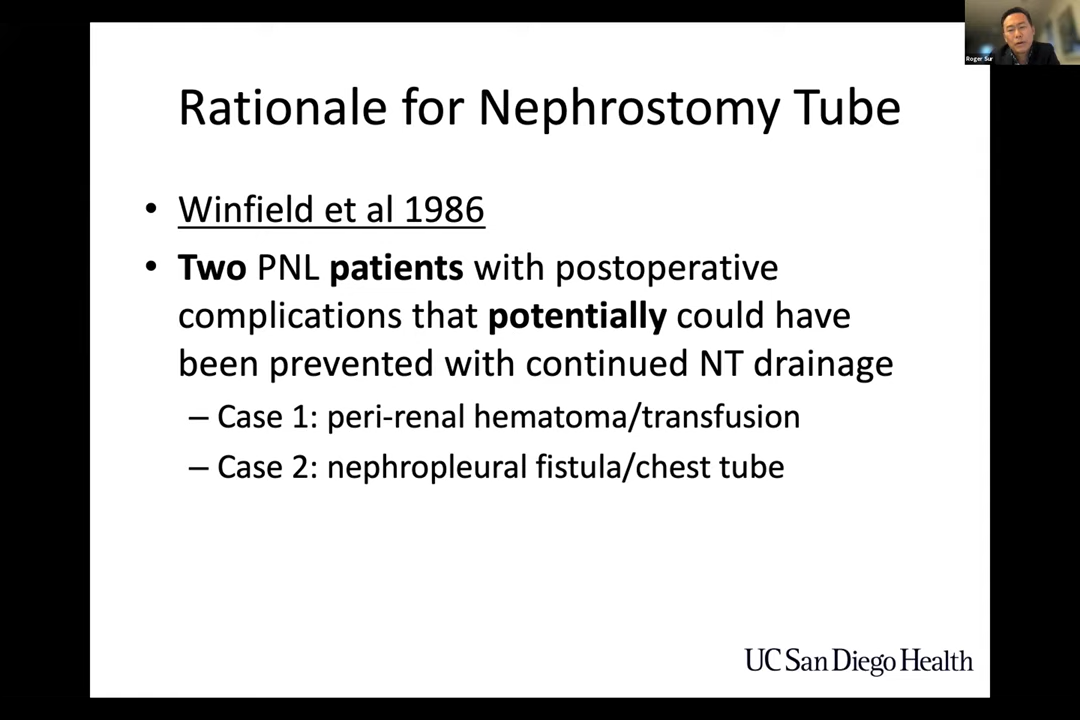 Roger Sur
Rationale for Nephrostomy Tube
• Winfield et al 1986
• Two PNL patients with postoperative
complications that potentially could have
been prevented with continued NT drainage
– Case 1: peri-renal hematoma/transfusion
– Case 2: nephropleural fistula/chest tube
UC San Diego Health